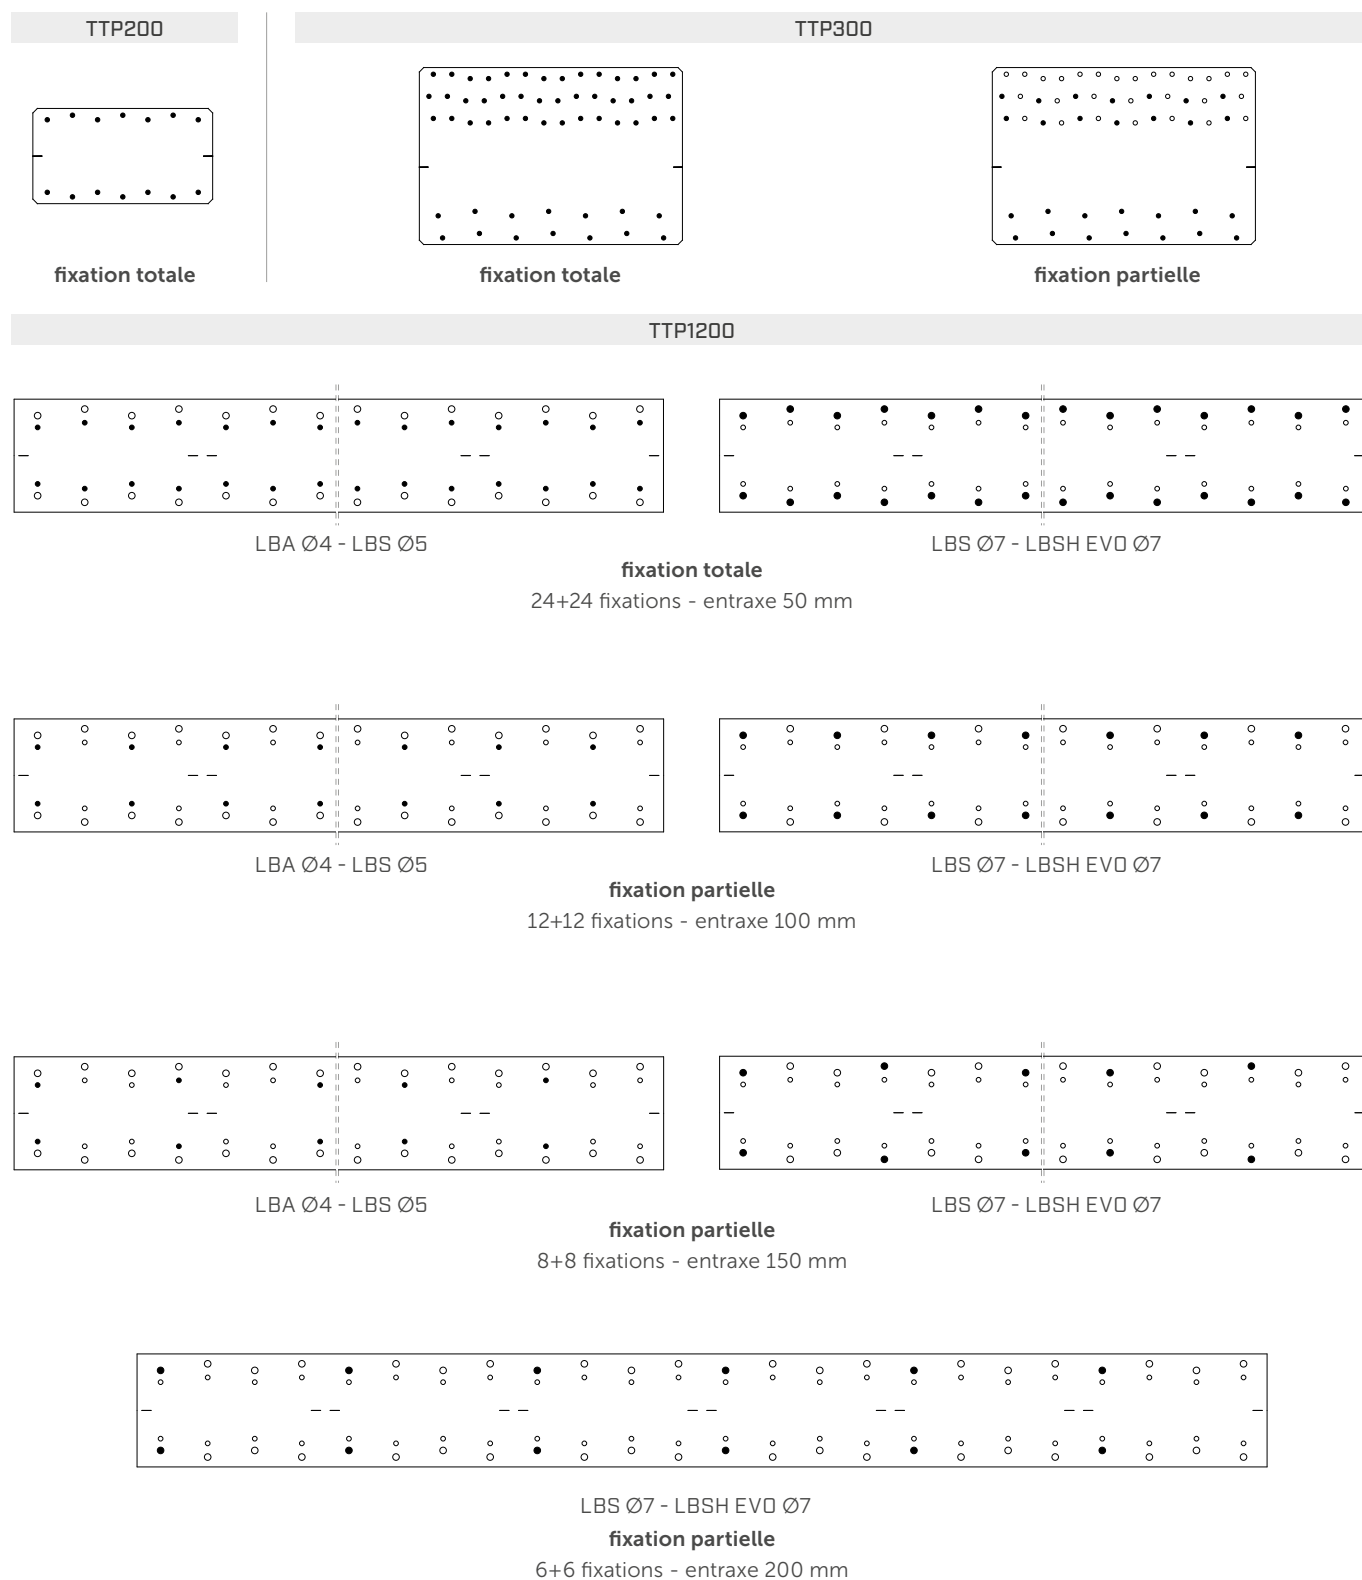 TTP200
TTP300
fixation totale
fixation totale
fixation partielle
TTP1200
LBA Ø4 - LBS Ø5
LBS Ø7 - LBSH EVO Ø7
fixation totale
24+24 fixations - entraxe 50 mm
LBA Ø4 - LBS Ø5
LBS Ø7 - LBSH EVO Ø7
fixation partielle
12+12 fixations - entraxe 100 mm
LBA Ø4 - LBS Ø5
LBS Ø7 - LBSH EVO Ø7
fixation partielle
8+8 fixations - entraxe 150 mm
LBS Ø7 - LBSH EVO Ø7
fixation partielle
6+6 fixations - entraxe 200 mm